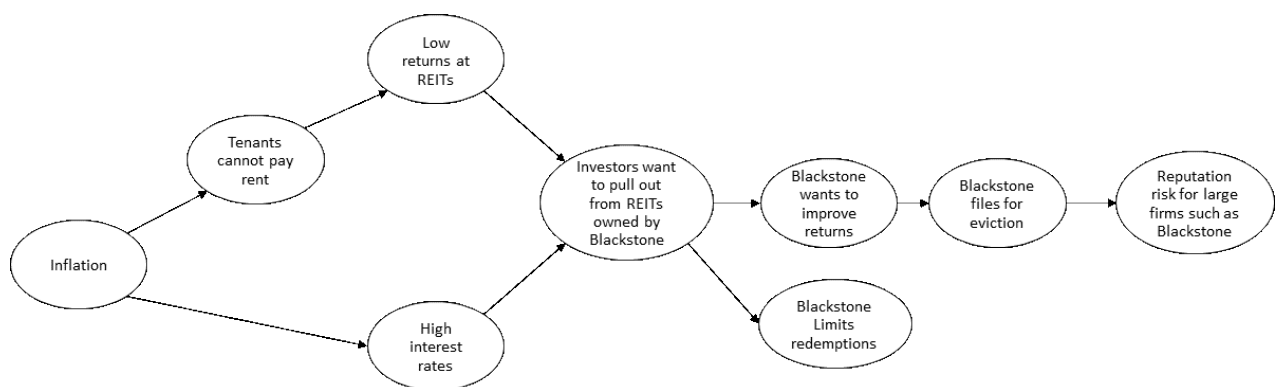 Inflation
Tenants
cannot pay
rent
Low
returns at
REITs
High
interest
rates
Investors want
to pull out
from REITs
owned by
Blackstone
Blackstone
wants to
improve
returns
Blackstone
files for
eviction
Reputation
risk for large
firms such as
Blackstone
Blackstone
Limits
redemptions